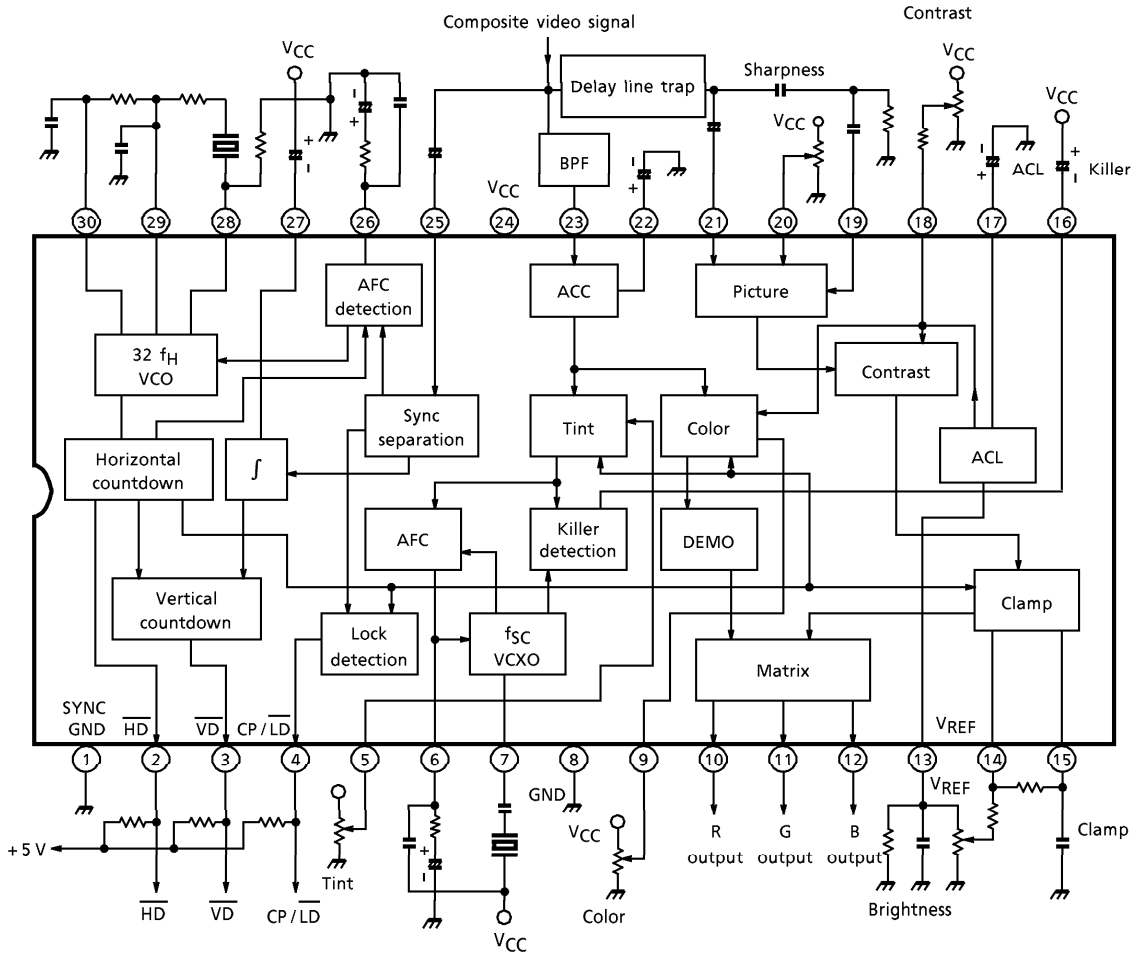 Composite video signal
Contrast
VCC
Delay line trap
Sharpness
VCC
VCC
ACL
Killer
BPF
VCC
30
29
28
27
26
25
24
23
22
21
20
19
18
17
16
AFC
detection
ACC
Picture
32 fH
VCO
Contrast
Sync
separation
Tint
Color
ACL
Horizontal
countdown
∫
AFC
Killer
detection
DEMO
Clamp
Vertical
countdown
Lock
detection
fSC
VCXO
Matrix
SYNC
GND
HD
VD
CP / LD
VREF
1
2
3
4
5
6
7
8
9
10
11
12
13
14
15
GND
VREF
+ 5 V
Tint
VCC
R
output
G
output
B
output
Clamp
HD
VD
CP / LD
VCC
Color
Brightness